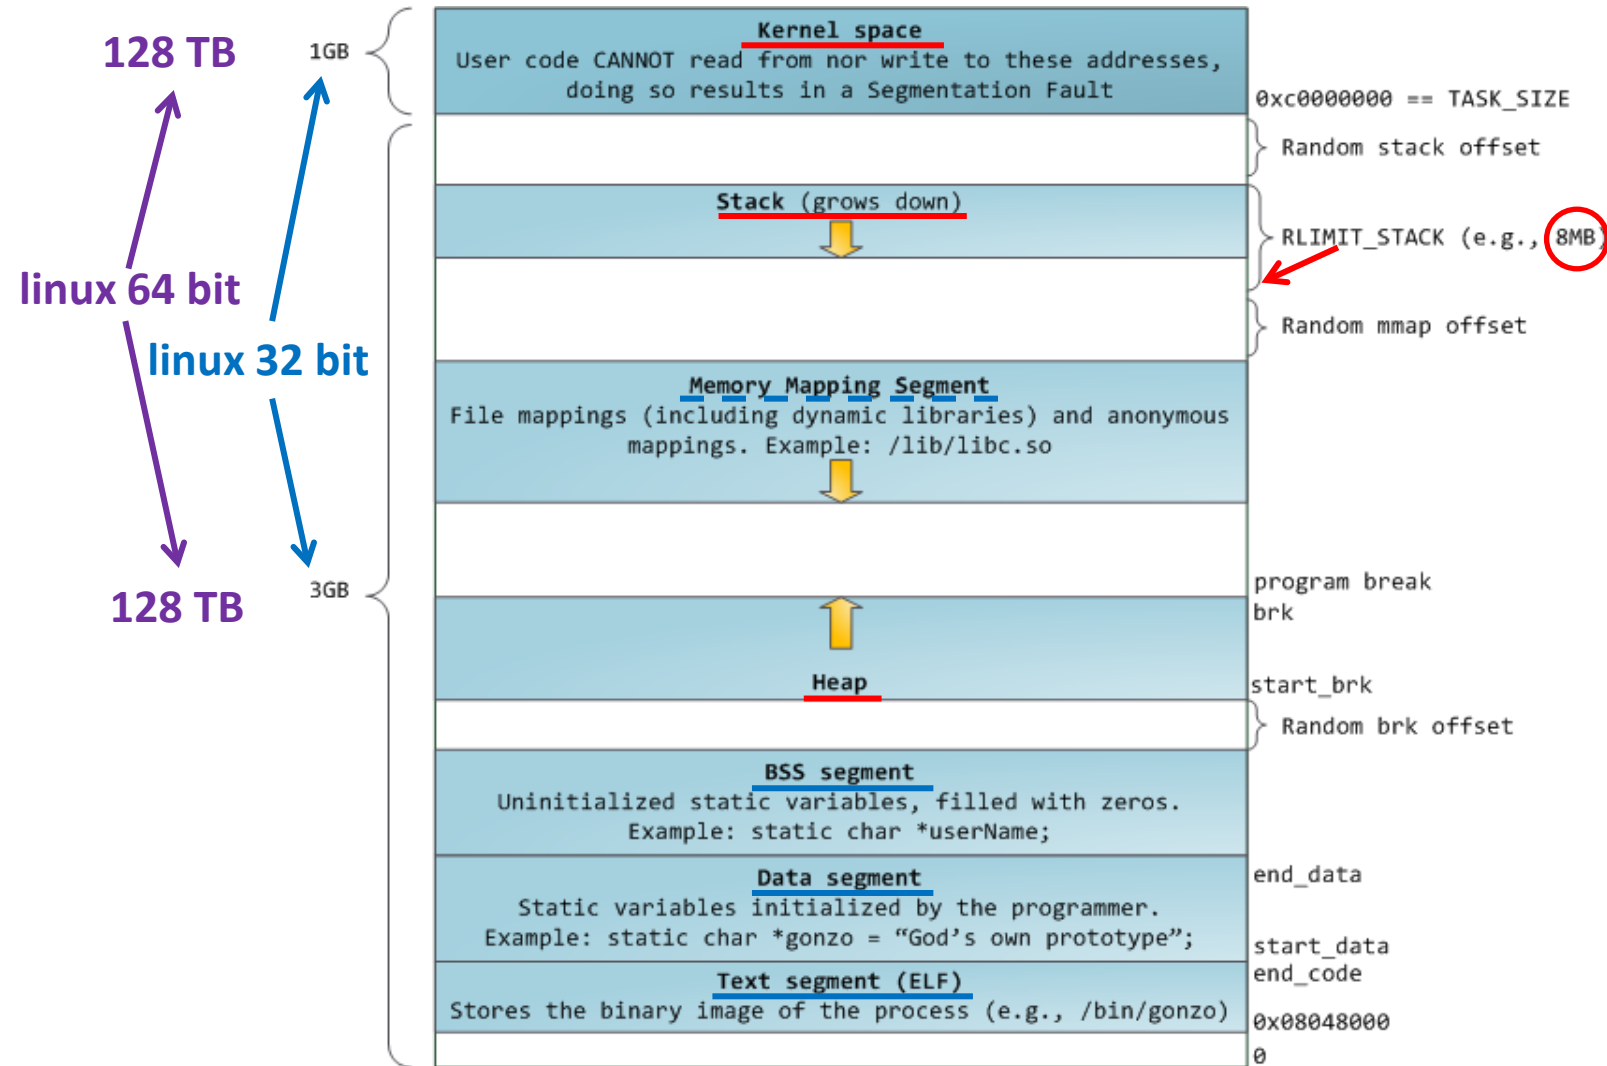 128 TB
1GB
Kernel space
User code CANNOT read from nor write to these addresses,
doing so results in a Segmentation Fault
0xc0000000 == TASK_SIZE
Random stack offset
Stack (grows down)
RLIMIT_STACK (e.g., 8MB)
linux 64 bit
Random mmap offset
linux 32 bit
Memory Mapping Segment
File mappings (including dynamic libraries) and anonymous
mappings. Example: /lib/libc.so
program break
brk
3GB
128 TB
Heap
start_brk
Random brk offset
BSS segment
Uninitialized static variables, filled with zeros.
Example: static char *userName;
Data segment
end_data
Static variables initialized by the programmer.
Example: static char *gonzo = “God’s own prototype”;
start_data
end_code
Text segment (ELF)
Stores the binary image of the process (e.g., /bin/gonzo)
0x08048000
0